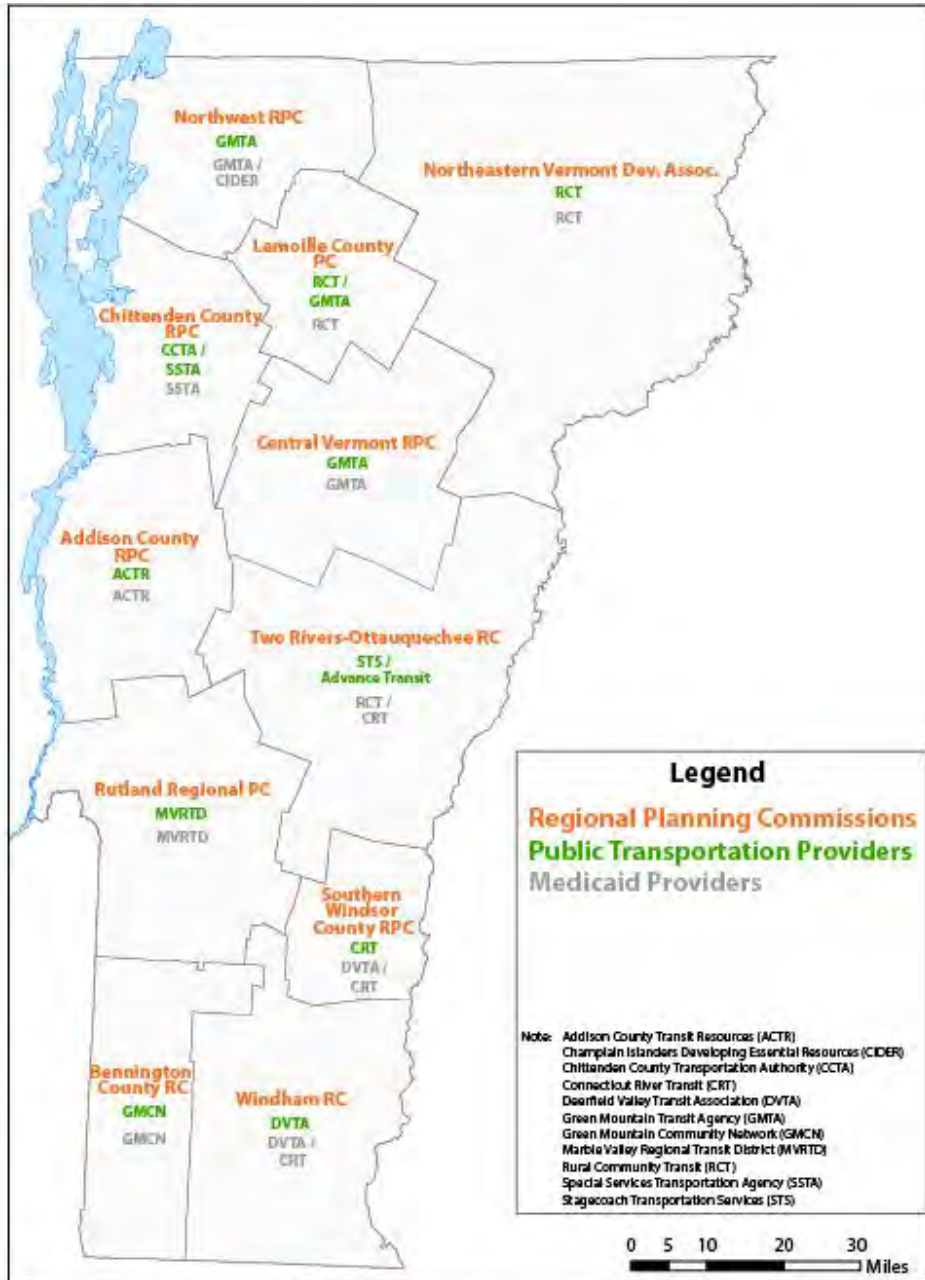 Northwest RPC
GMTA
GMTA /
CIDER
Northeastern Vermont Dev. Assoc.
RCT
RCT
Lamoille County
PC
RCT /
GMTA
RCT
Chittenden County
RPC
CCTA /
SSTA
SSTA
Central Vermont RPC
GMTA
GMTA
Addison County
RPC
ACTR
ACTR
Two Rivers-Ottauquechee RC
STS /
Advance Transit
RCT /
CRT
Rutland Regional PC
MVRTD
MVRTD
Southern
Windsor
County RPC
CRT
DVTA /
CRT
Bennington
County RC
GMCN
GMCN
Windham RC
DVTA
DVTA /
CRT
Legend
Regional Planning Commissions
Public Transportation Providers
Medicaid Providers
Note: Addison County Transit Resources (ACTR)
Champlain Islanders Developing Essential Resources (CIDER)
Chittenden County Transportation Authority (CCTA)
Connecticut River Transit (CRT)
Deerfield Valley Transit Association (DVTA)
Green Mountain Transit Agency (GMTA)
Green Mountain Community Network (GMCN)
Marble Valley Regional Transit District (MVRTD)
Rural Community Transit (RCT)
Special Services Transportation Agency (SSTA)
Stagecoach Transportation Services (STS)
0 5 10 20 30
Miles